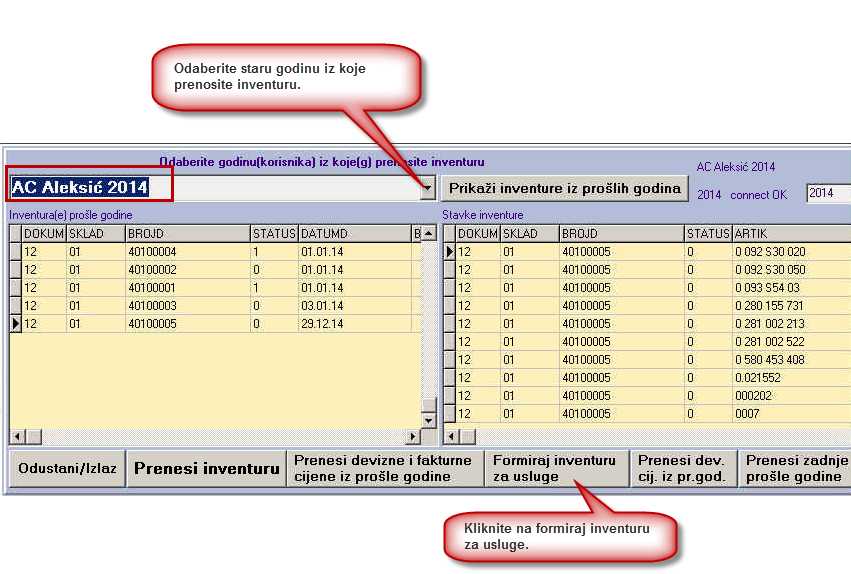 Odaberite staru godinu iz koje
prenosite inventuru.
Odaberite godinu(korisnika) iz koje(g) prenosite inventuru
AC Aleksić 2014
AC Aleksić 2014
Prikaži inventure iz prošlih godina
2014 connect OK 2014
Inventura(e) prošle godine
Stavke inventure
DOKUM SKLAD BROJD STATUS DATUMD B
12 01 40100004 1 01.01.14
12 01 40100002 0 01.01.14
12 01 40100001 1 01.01.14
12 01 40100003 0 03.01.14
12 01 40100005 0 29.12.14
DOKUM SKLAD BROJD STATUS ARTIK
12 01 40100005 0 0 092 S30 020
12 01 40100005 0 0 092 S30 050
12 01 40100005 0 0 093 S54 03
12 01 40100005 0 0 280 155 731
12 01 40100005 0 0 281 002 213
12 01 40100005 0 0 281 002 522
12 01 40100005 0 0 580 453 408
12 01 40100005 0 0.021552
12 01 40100005 0 000202
12 01 40100005 0 0007
Odustani/Izlaz
Prenesi inventuru
Prenesi devizne i fakturne
cijene iz prošle godine
Formiraj inventuru
za usluge
Prenesi dev.
cij. iz pr.god.
Prenesi zadnje
prošle godine
Kliknite na formiraj inventuru
za usluge.